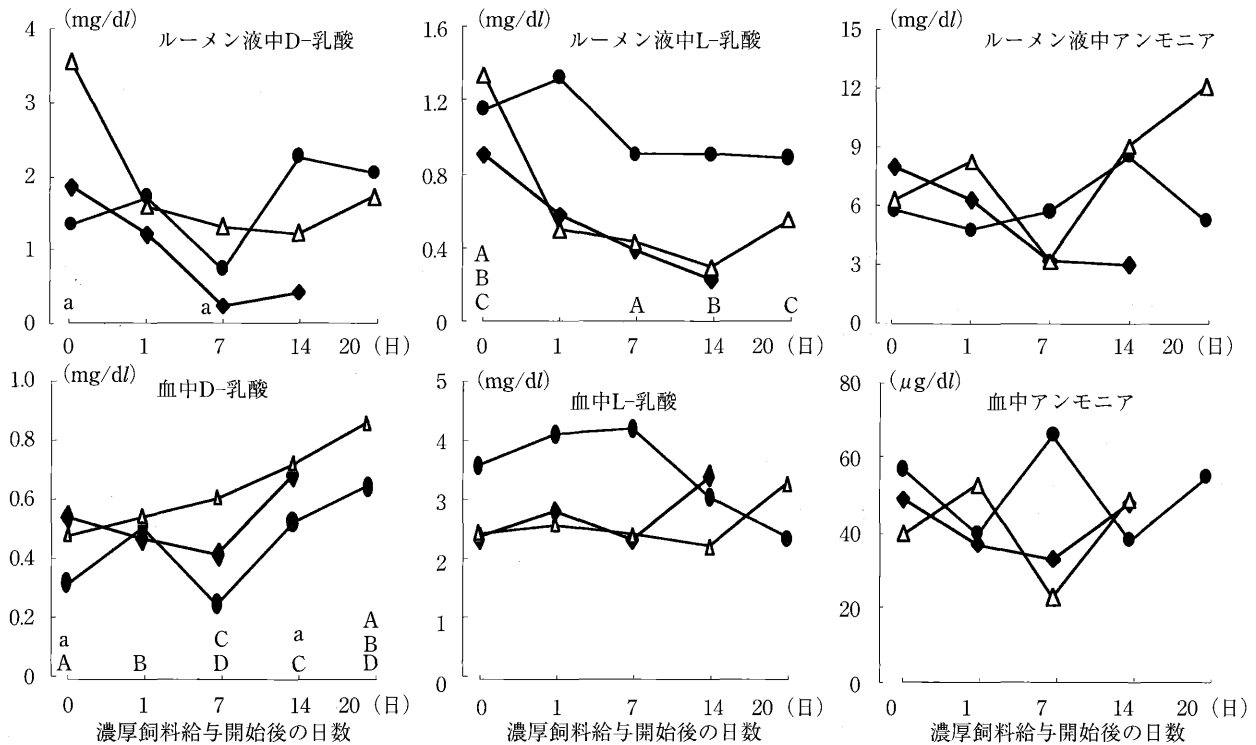 (mg/dl)
ルーメン液中D-乳酸
4
3
2
1
0
a
a
0 1 7 14 20 (日)
(mg/dl)
ルーメン液中L-乳酸
1.6
1.2
0.8
0.4
0
A
B
C
A B C
0 1 7 14 20 (日)
(mg/dl)
ルーメン液中アンモニア
15
12
9
6
3
0
0 1 7 14 20 (日)
(mg/dl)
血中D-乳酸
1.0
0.8
0.6
0.4
0.2
0
a
A
B
C
D
a
C
A
B
D
0 1 7 14 20 (日)
濃厚飼料給与開始後の日数
(mg/dl)
血中L-乳酸
5
4
3
2
1
0
0 1 7 14 20 (日)
濃厚飼料給与開始後の日数
(μg/dl)
血中アンモニア
80
60
40
20
0
0 1 7 14 20 (日)
濃厚飼料給与開始後の日数